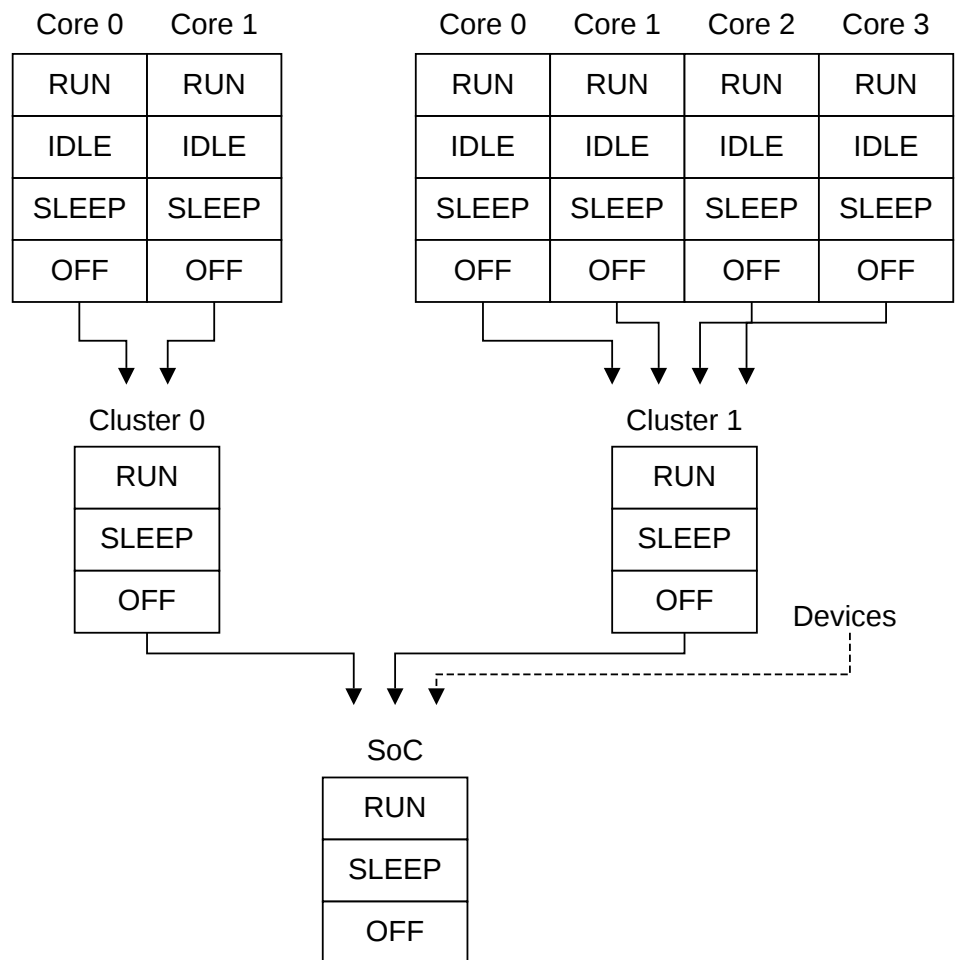 Core 0 Core 1 Core 0 Core 1 Core 2 Core 3
RUN RUN RUN RUN RUN RUN
IDLE IDLE IDLE IDLE IDLE IDLE
SLEEP SLEEP SLEEP SLEEP SLEEP SLEEP
OFF OFF OFF OFF OFF OFF
Cluster 0 Cluster 1
RUN RUN
SLEEP SLEEP
OFF OFF
Devices
SoC
RUN
SLEEP
OFF